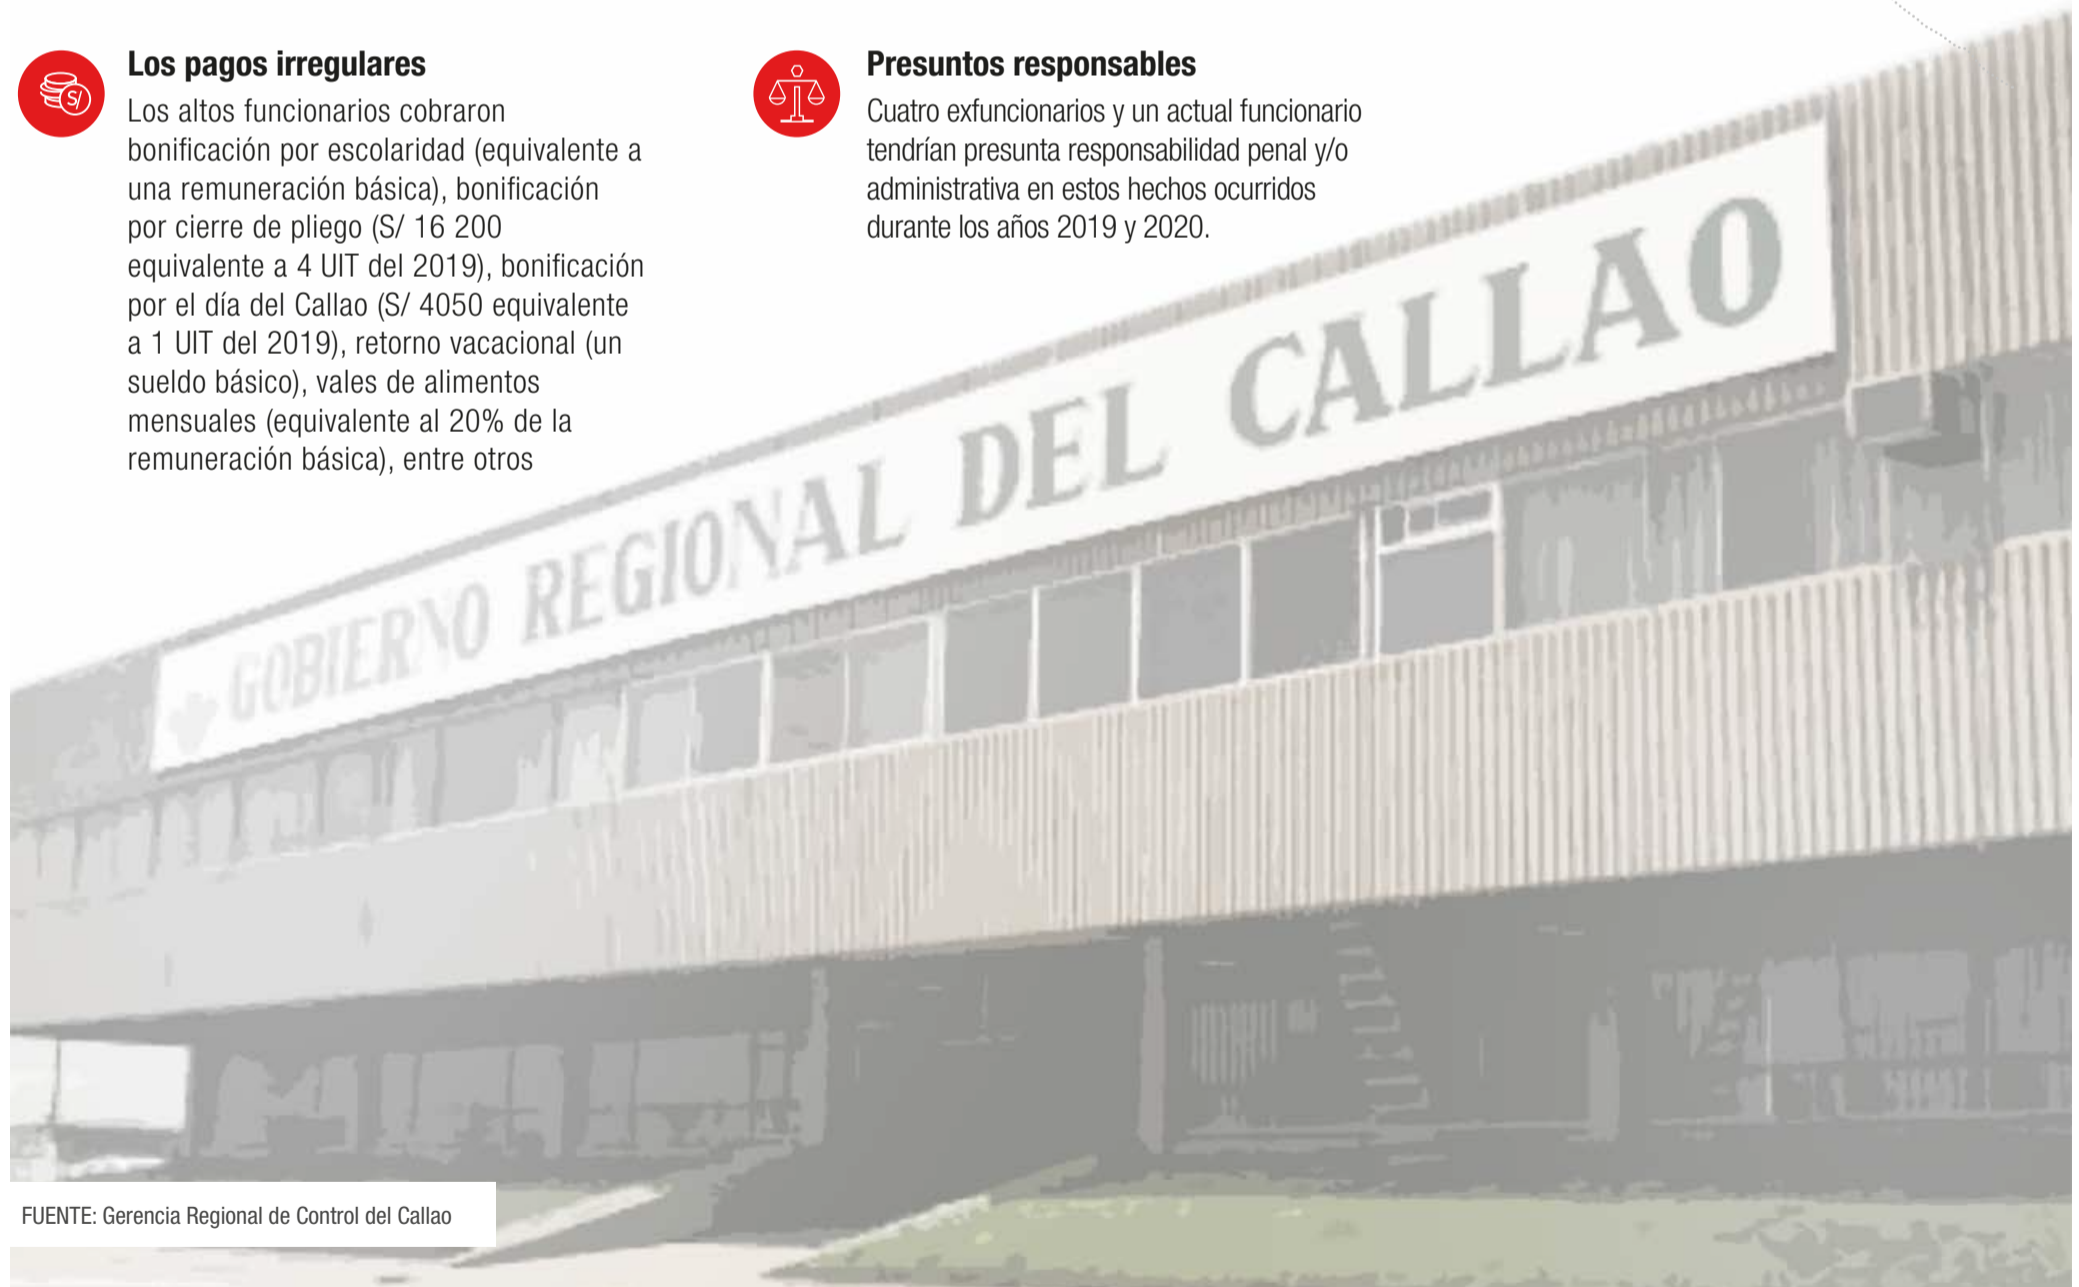 Los pagos irregulares
Los altos funcionarios cobraron
bonificación por escolaridad (equivalente a
una remuneración básica), bonificación
por cierre de pliego (S/ 16 200
equivalente a 4 UIT del 2019), bonificación
por el día del Callao (S/ 4050 equivalente
a 1 UIT del 2019), retorno vacacional (un
sueldo básico), vales de alimentos
mensuales (equivalente al 20% de la
remuneración básica), entre otros
S/
Presuntos responsables
Cuatro exfuncionarios y un actual funcionario
tendrían presunta responsabilidad penal y/o
administrativa en estos hechos ocurridos
durante los años 2019 y 2020.
GOBIERNO REGIONAL DEL CALLAO
FUENTE: Gerencia Regional de Control del Callao